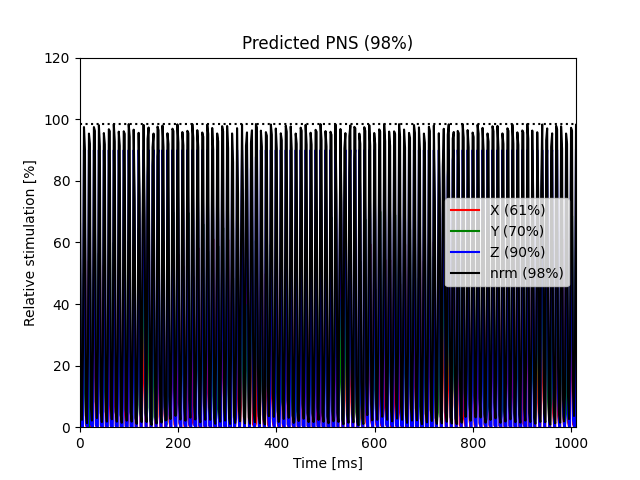 Predicted PNS (98%)
120
100
80
60
40
20
0
Relative stimulation [%]
X (61%)
Y (70%)
Z (90%)
nrm (98%)
0 200 400 600 800 1000
Time [ms]